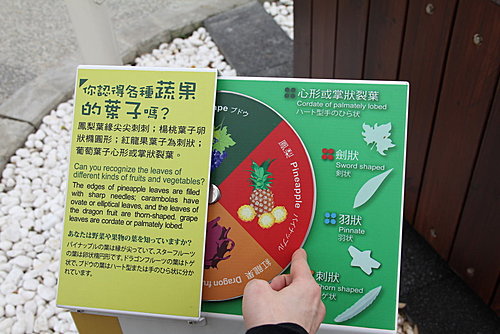 你認得各種蔬果
的葉子嗎?
鳳梨葉緣尖尖刺刺；楊桃葉子卵
狀橢圓形；紅龍果子為刺狀；
葡萄葉子心形或掌狀裂葉。
Can you recognize the leaves of
different kinds of fruits and vegetables?
The edges of pineapple leaves are filled
with sharp needles; carambolas have
ovate or elliptical leaves, and the leaves of
the dragon fruit are thorn-shaped. grape
leaves are cordate or palmately lobed.
あなたは野菜や果物の葉を知っていますか?
パイナップルの葉は縁が尖っていて、スターフルーツ
の葉は卵状楕円形です。ドラゴンフルーツの葉はトゲ
状で、ブドウの葉はハート型または手のひら状に分か
れています。
ape ブドウ
鳳梨 Pineapple パイナップル
紅龍果 Dragon
心形或掌狀裂葉
Cordate of palmately lobed
ハート型手のひら状
劍狀
Sword shaped
剣状
羽狀
Pinnate
羽状
刺狀
horn shaped
ゲ状